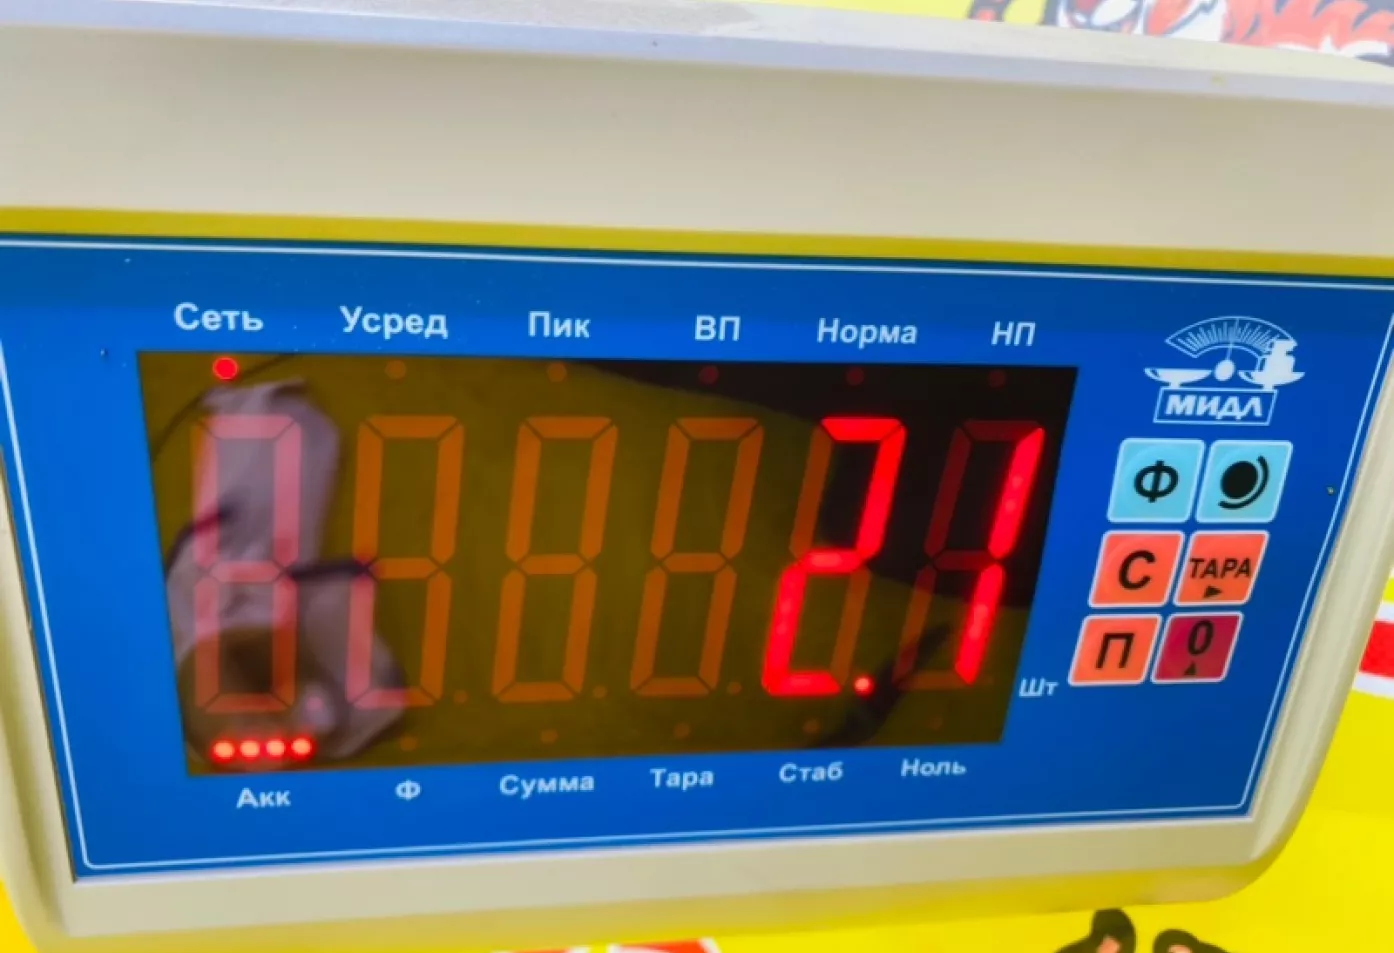 Сеть Усред Пик ВП Норма НП
МИДЛ
2.1
Ф
С ТАРА
П 0
Шт
Акк Ф Сумма Тара Стаб Ноль